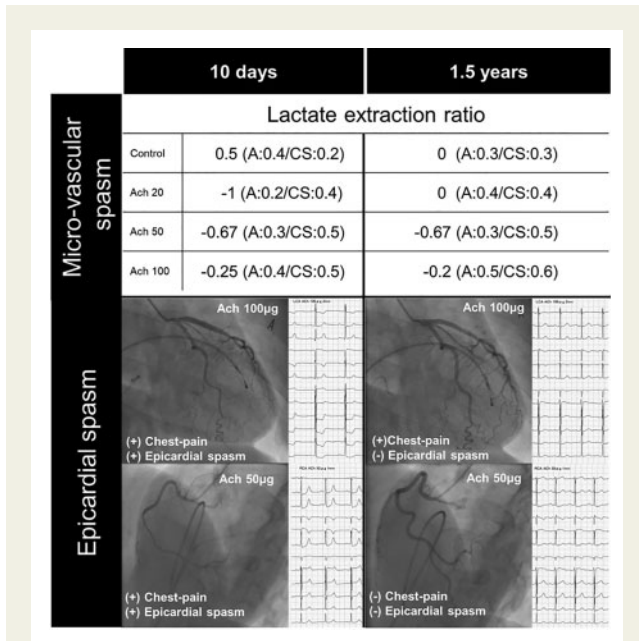 10 days 1.5 years
Lactate extraction ratio
Micro-vascular spasm
Control 0.5 (A:0.4/CS:0.2) 0 (A:0.3/CS:0.3)
Ach 20 -1 (A:0.2/CS:0.4) 0 (A:0.4/CS:0.4)
Ach 50 -0.67 (A:0.3/CS:0.5) -0.67 (A:0.3/CS:0.5)
Ach 100 -0.25 (A:0.4/CS:0.5) -0.2 (A:0.5/CS:0.6)
Epicardial spasm
Ach 100µg Ach 100µg
(+) Chest-pain (+)Chest-pain
(+) Epicardial spasm (-) Epicardial spasm
Ach 50µg Ach 50µg
(+) Chest-pain (-) Chest-pain
(+) Epicardial spasm (-) Epicardial spasm